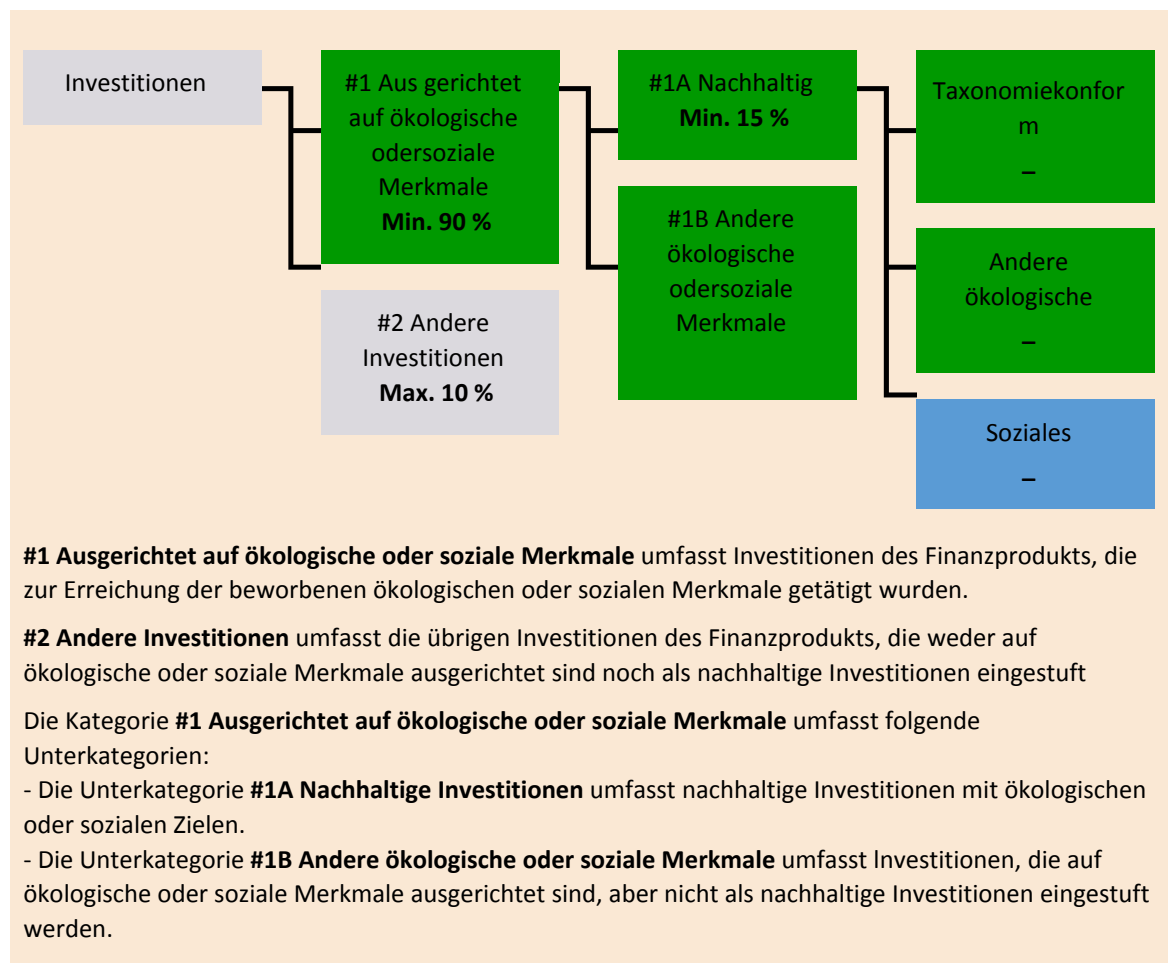 Investitionen
#1 Aus gerichtet
auf ökologische
odersoziale
Merkmale
Min. 90 %
#2 Andere
Investitionen
Max. 10 %
#1A Nachhaltig
Min. 15 %
#1B Andere
ökologische
odersoziale
Merkmale
Taxonomiekonfor
m
–
Andere
ökologische
–
Soziales
–
#1 Ausgerichtet auf ökologische oder soziale Merkmale umfasst Investitionen des Finanzprodukts, die
zur Erreichung der beworbenen ökologischen oder sozialen Merkmale getätigt wurden.
#2 Andere Investitionen umfasst die übrigen Investitionen des Finanzprodukts, die weder auf
ökologische oder soziale Merkmale ausgerichtet sind noch als nachhaltige Investitionen eingestuft
Die Kategorie #1 Ausgerichtet auf ökologische oder soziale Merkmale umfasst folgende
Unterkategorien:
- Die Unterkategorie #1A Nachhaltige Investitionen umfasst nachhaltige Investitionen mit ökologischen
oder sozialen Zielen.
- Die Unterkategorie #1B Andere ökologische oder soziale Merkmale umfasst lnvestitionen, die auf
ökologische oder soziale Merkmale ausgerichtet sind, aber nicht als nachhaltige Investitionen eingestuft
werden.